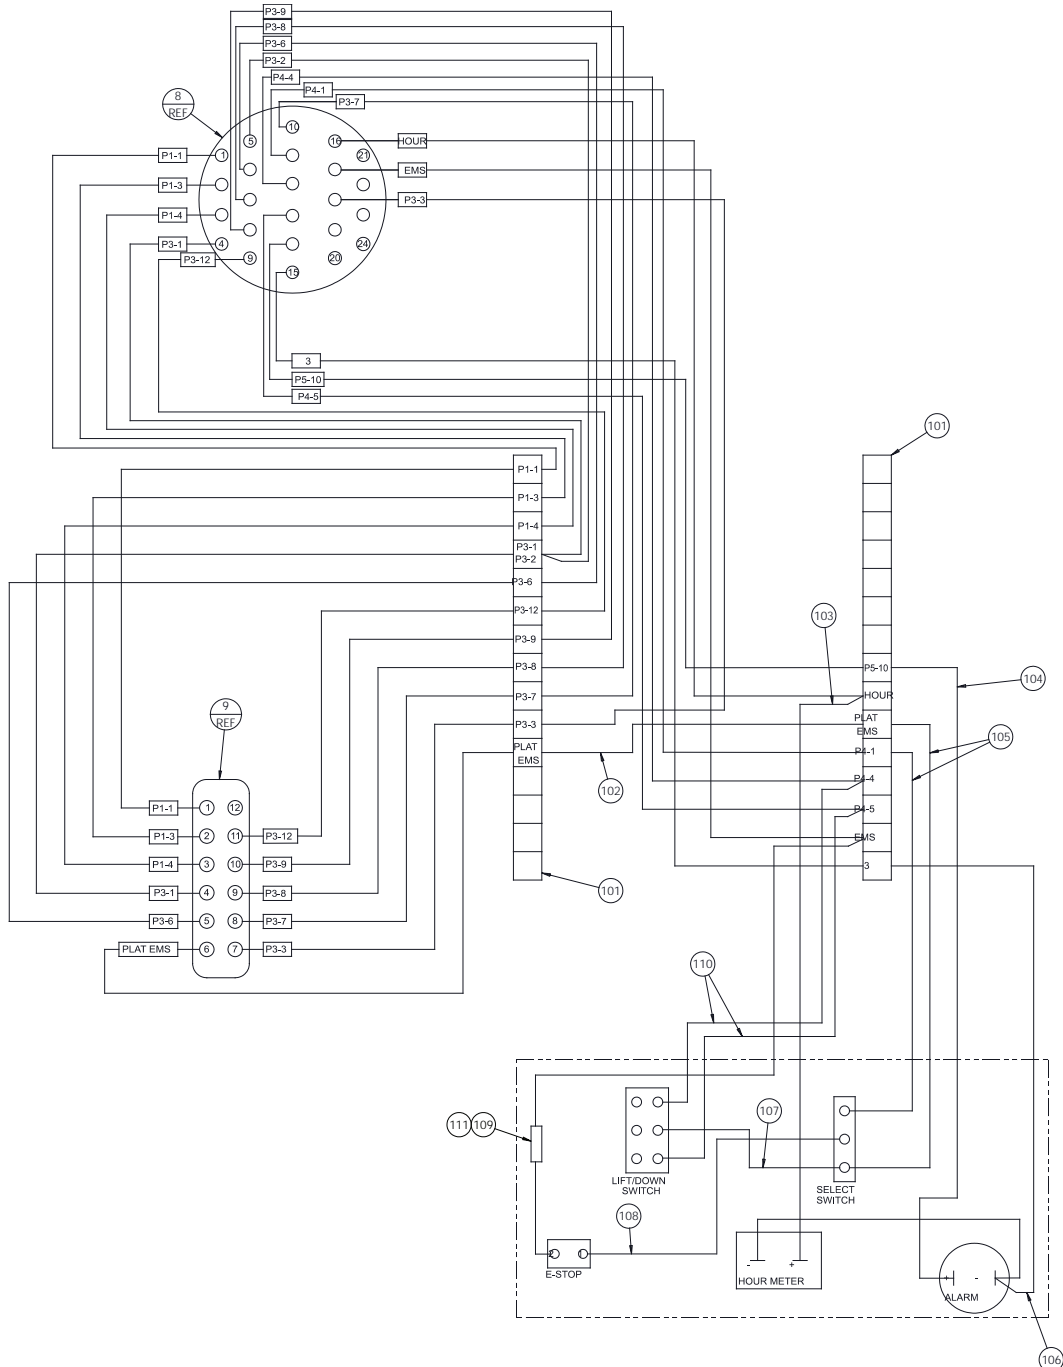 P3-9
P3-8
P3-6
P3-2
P4-4
P4-1
P3-7
8
REF
10
5
16
HOUR
21
P1-1
1
EMS
P1-3
P3-3
P1-4
P3-1
4
24
P3-12
9
20
15
3
P5-10
P4-5
101
P1-1
P1-3
P1-4
P3-1
P3-2
P3-6
P3-12
103
P3-9
P3-8
P5-10
104
P3-7
HOUR
9
REF
P3-3
PLAT
EMS
105
PLAT
EMS
P4-1
P4-4
102
P1-1
1
12
P4-5
P1-3
2
11
P3-12
EMS
P1-4
3
10
P3-9
3
P3-1
4
9
P3-8
101
P3-6
5
8
P3-7
PLAT EMS
6
7
P3-3
110
111
109
107
LIFT/DOWN
SWITCH
SELECT
SWITCH
108
2
1
E-STOP
-
+
HOUR METER
+
-
ALARM
106